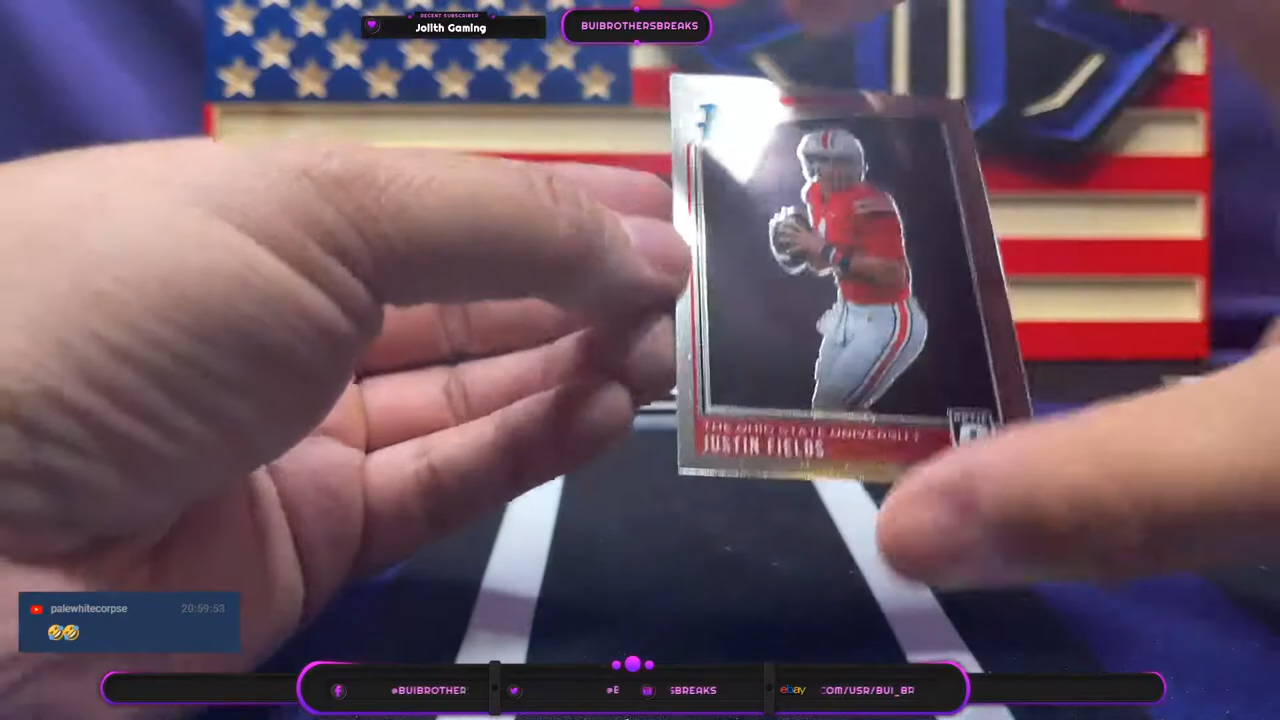 RECENT SUBSCRIBER
Jolith Gaming
BUIBROTHERSBREAKS
THE OHIO STATE UNIVERSITY
JUSTIN FIELDS
OPTIC
palewhitecorpse 20:59:53
🤣🤣
@BUIBROTHER
@E
SBREAKS
ebay
COM/USR/BUI_BR